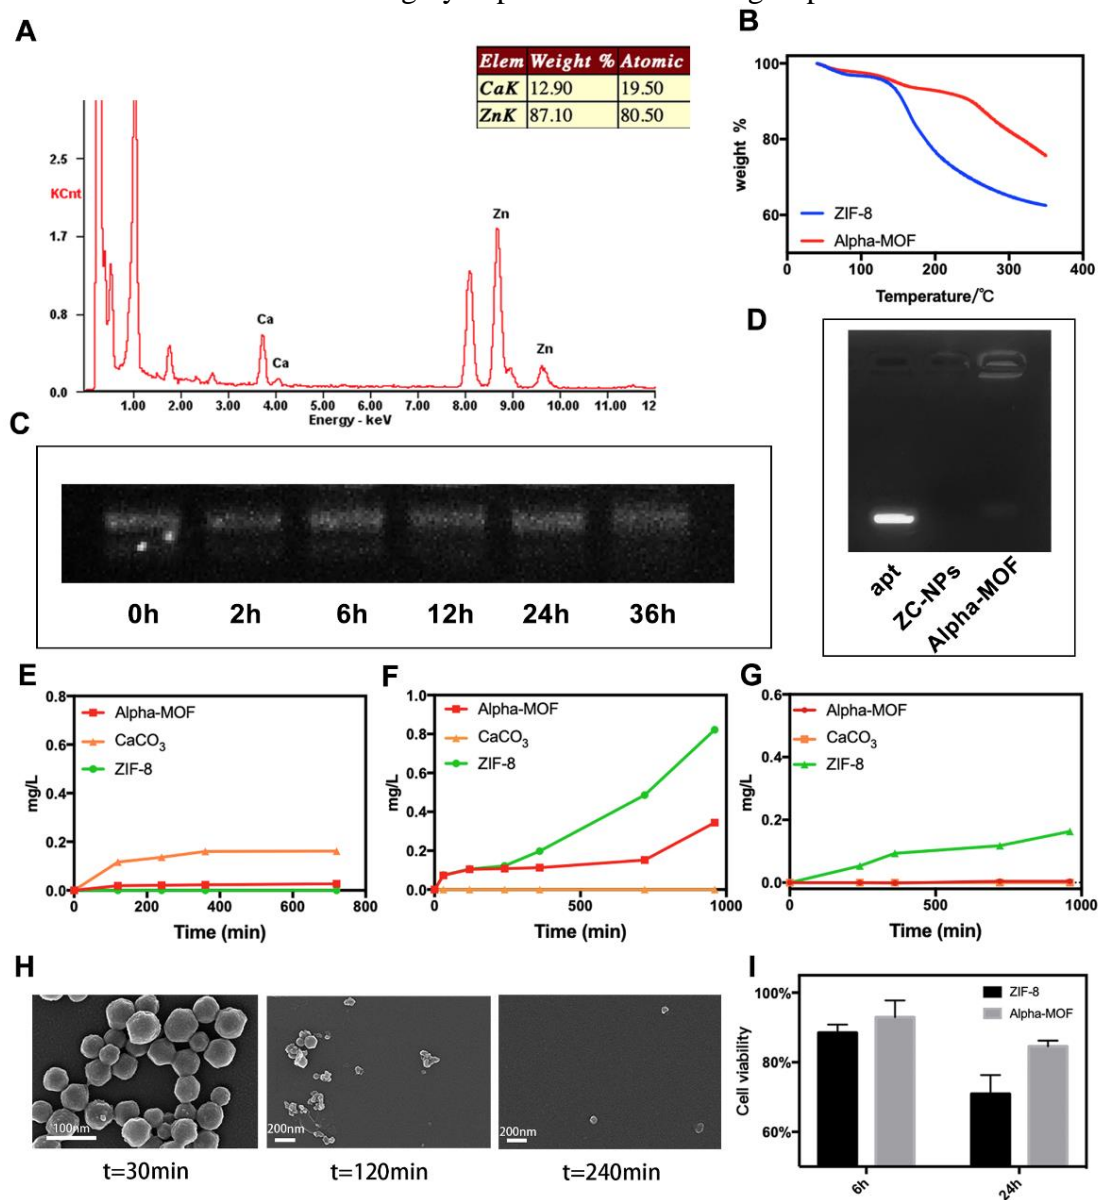 A
Elem Weight % Atomic
CaK 12.90 19.50
ZnK 87.10 80.50
2.5
KCnt
1.7
0.8
0.0
Zn
Ca
Ca
Zn
1.00 2.00 3.00 4.00 5.00 6.00 7.00 8.00 9.00 10.00 11.00 12
Energy - keV
B
100
80
60
weight %
ZIF-8
Alpha-MOF
0 100 200 300 400
Temperature/℃
C
0h 2h 6h 12h 24h 36h
D
apt
ZC-NPs
Alpha-MOF
E
0.8
0.6
0.4
0.2
0.0
mg/L
Alpha-MOF
CaCO3
ZIF-8
0 200 400 600 800
Time (min)
F
1.0
0.8
0.6
0.4
0.2
0.0
mg/L
Alpha-MOF
CaCO3
ZIF-8
0 500 1000
Time (min)
G
0.6
0.4
0.2
0.0
mg/L
Alpha-MOF
CaCO3
ZIF-8
0 500 1000
Time (min)
H
100nm
200nm
200nm
t=30min
t=120min
t=240min
I
100%
80%
60%
Cell viability
ZIF-8
Alpha-MOF
6h
24h